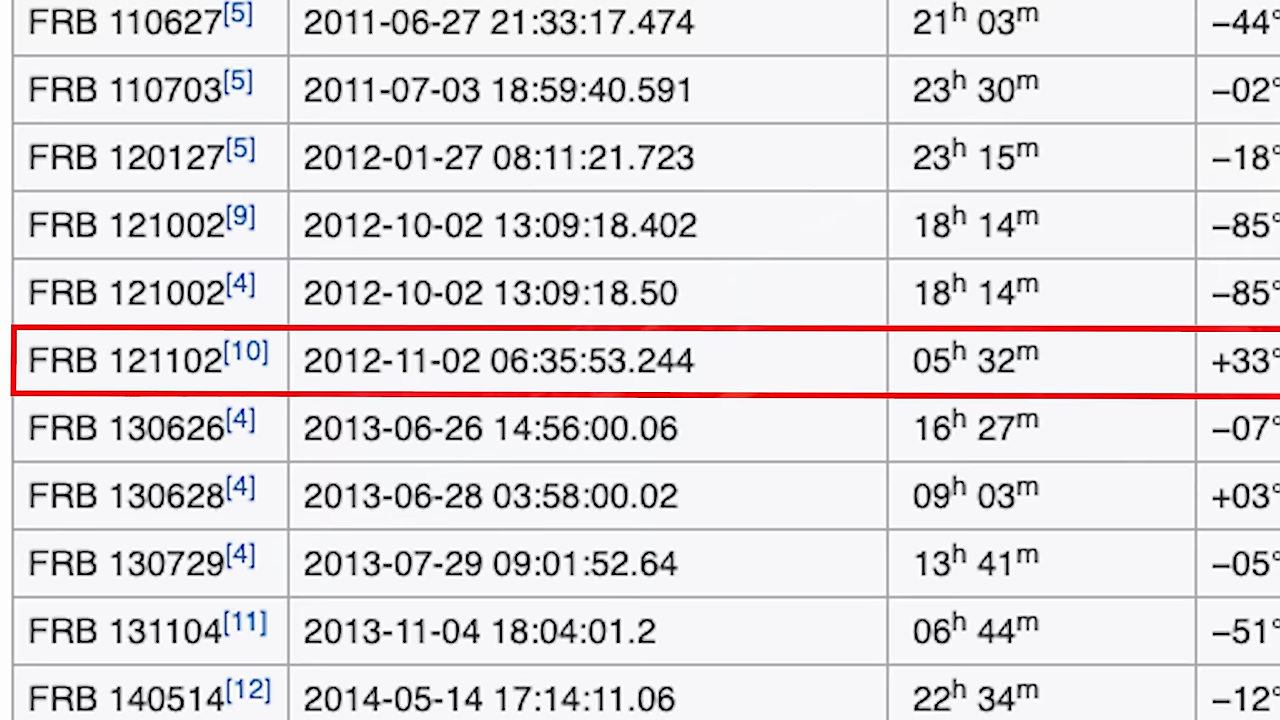 FRB 110627[5] 2011-06-27 21:33:17.474 21h 03m −44°
FRB 110703[5] 2011-07-03 18:59:40.591 23h 30m −02°
FRB 120127[5] 2012-01-27 08:11:21.723 23h 15m −18°
FRB 121002[9] 2012-10-02 13:09:18.402 18h 14m −85°
FRB 121002[4] 2012-10-02 13:09:18.50 18h 14m −85°
FRB 121102[10] 2012-11-02 06:35:53.244 05h 32m +33°
FRB 130626[4] 2013-06-26 14:56:00.06 16h 27m −07°
FRB 130628[4] 2013-06-28 03:58:00.02 09h 03m +03°
FRB 130729[4] 2013-07-29 09:01:52.64 13h 41m −05°
FRB 131104[11] 2013-11-04 18:04:01.2 06h 44m −51°
FRB 140514[12] 2014-05-14 17:14:11.06 22h 34m −12°